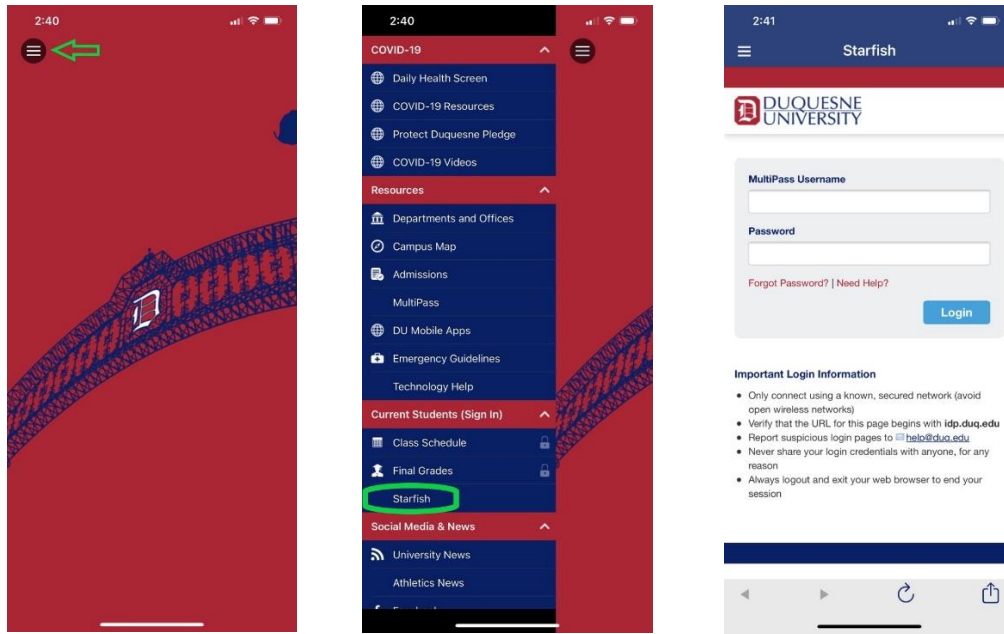 2:40
D
2:40
COVID-19
Daily Health Screen
COVID-19 Resources
Protect Duquesne Pledge
COVID-19 Videos
Resources
Departments and Offices
Campus Map
Admissions
MultiPass
DU Mobile Apps
Emergency Guidelines
Technology Help
Current Students (Sign In)
Class Schedule
Final Grades
Starfish
Social Media & News
University News
Athletics News
2:41
Starfish
D DUQUESNE
UNIVERSITY
MultiPass Username
Password
Forgot Password? | Need Help?
Login
Important Login Information
• Only connect using a known, secured network (avoid
open wireless networks)
• Verify that the URL for this page begins with idp.duq.edu
• Report suspicious login pages to help@duq.edu
• Never share your login credentials with anyone, for any
reason
• Always logout and exit your web browser to end your
session